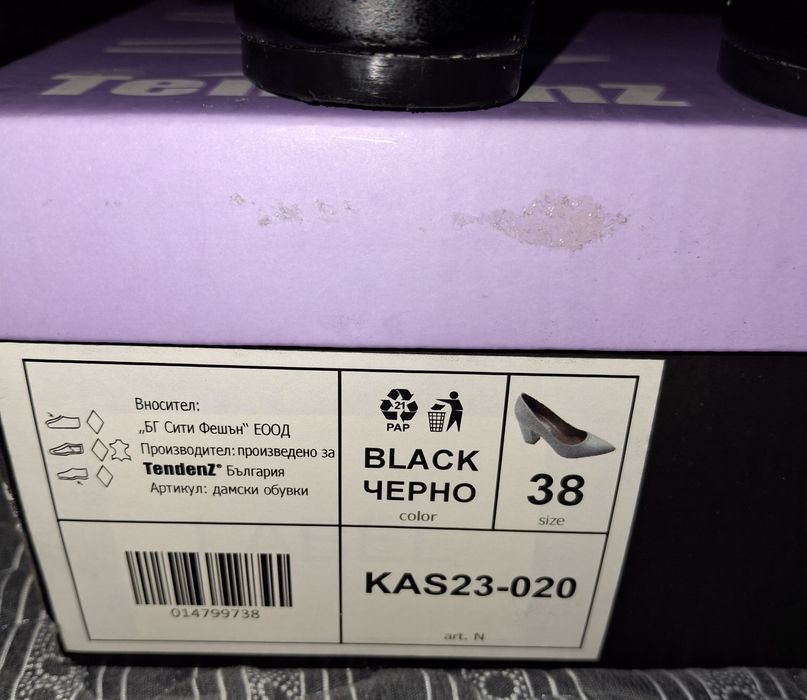 TendenZ
Вносител:
„БГ Сити Фешън" ЕООД
Производител: произведено за
TendenZ® България
Артикул: дамски обувки
21
PAP
BLACK
ЧЕРНО
color
38
size
014799738
KAS23-020
art. N